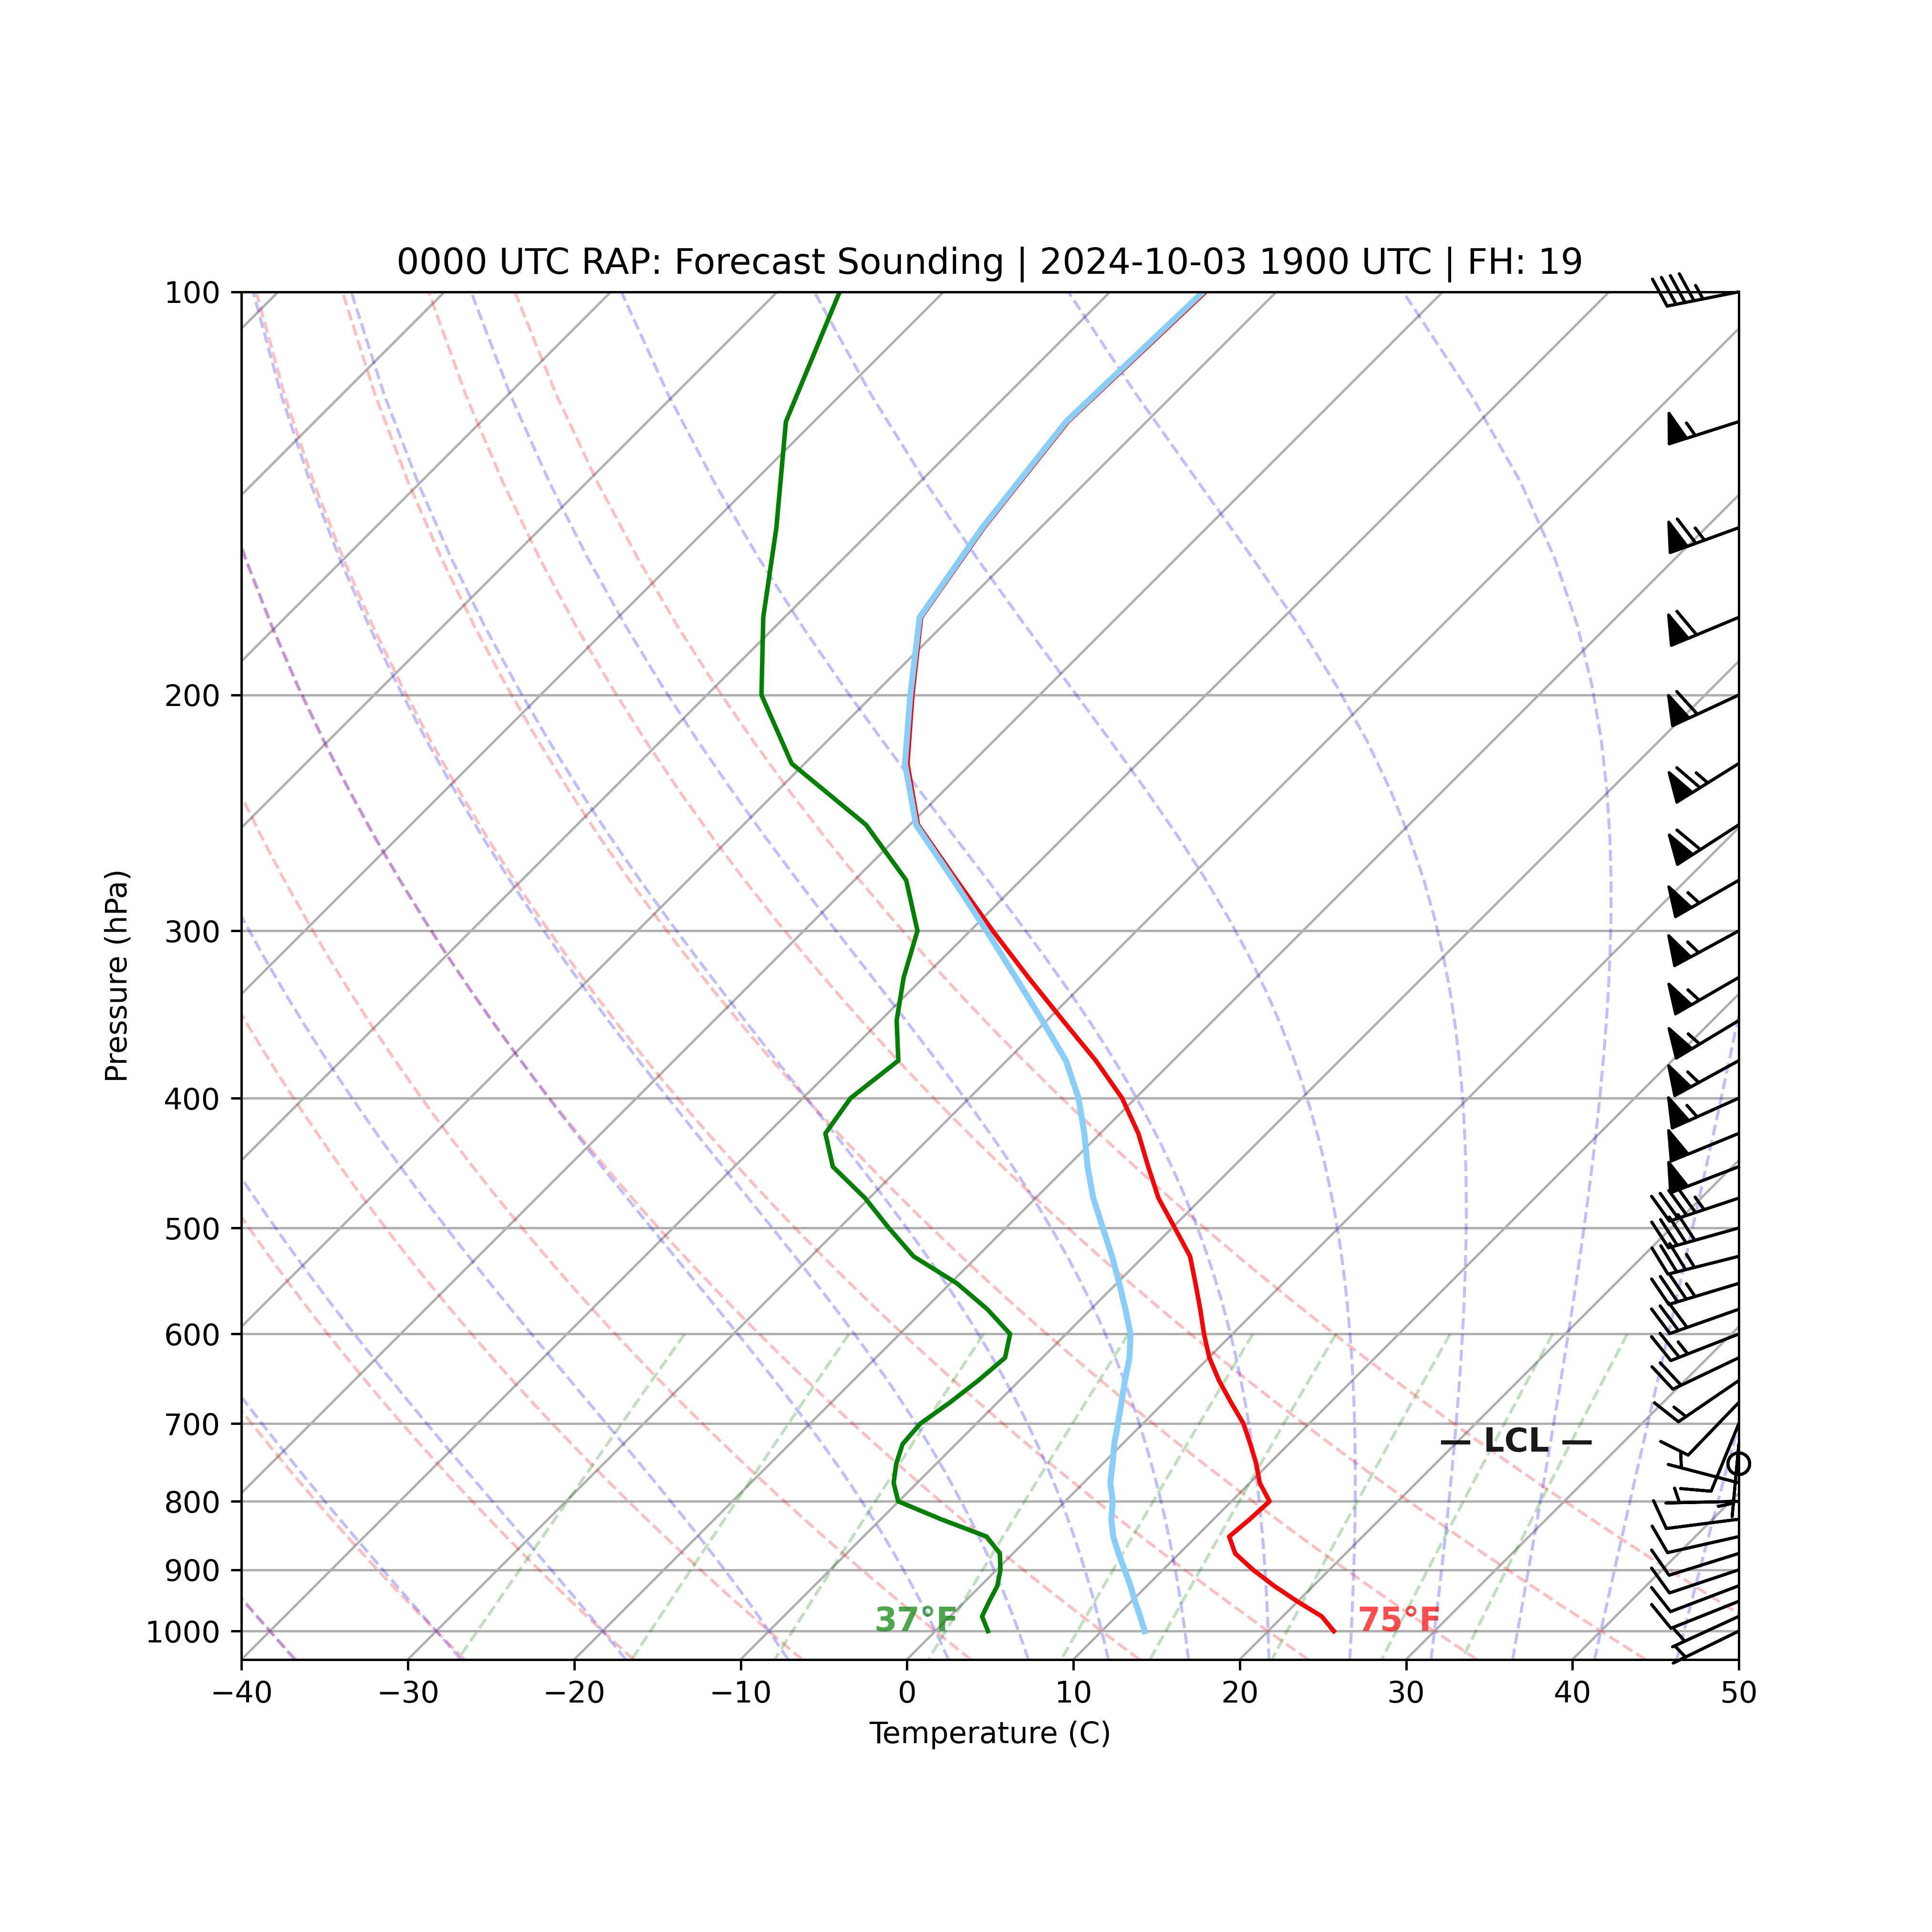 0000 UTC RAP: Forecast Sounding | 2024-10-03 1900 UTC | FH: 19
100
200
300
400
500
600
700
800
900
1000
Pressure (hPa)
— LCL —
37°F
75°F
−40 −30 −20 −10 0 10 20 30 40 50
Temperature (C)